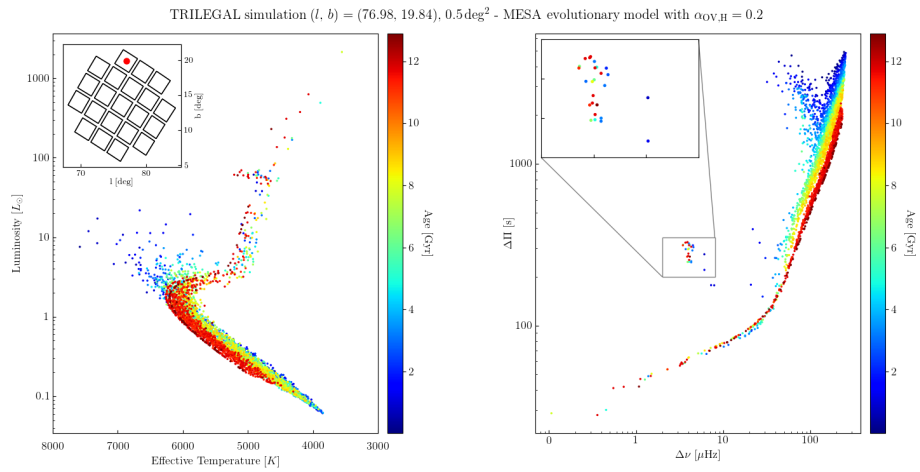 TRILEGAL simulation (l, b) = (76.98, 19.84), 0.5 deg² - MESA evolutionary model with α_OV,H = 0.2
1000
100
10
1
0.1
Luminosity [L⊙]
8000 7000 6000 5000 4000 3000
Effective Temperature [K]
20
15
10
5
b [deg]
70 80
l [deg]
12
10
8
6
4
2
0
Age [Gyr]
1000
100
ΔΠ [s]
0 1 10 100
Δν [μHz]
12
10
8
6
4
2
0
Age [Gyr]